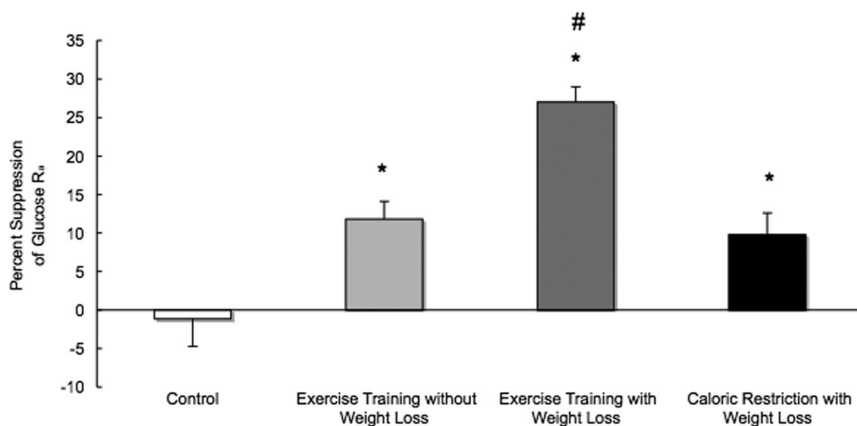 #
*
*
*
35
30
25
20
15
10
5
0
-5
-10
Percent Suppression
of Glucose Ra
Control
Exercise Training without
Weight Loss
Exercise Training with
Weight Loss
Caloric Restriction with
Weight Loss